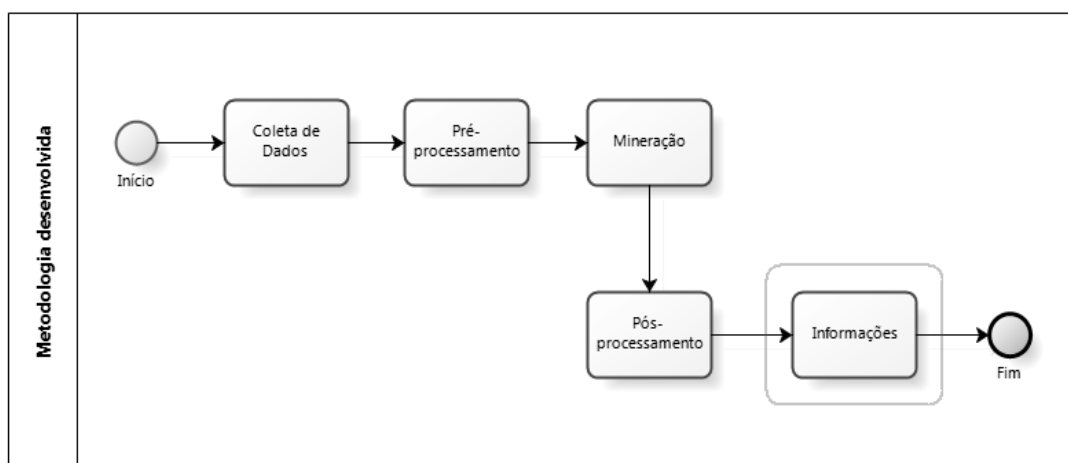 Metodologia desenvolvida
Início
Coleta de
Dados
Pré-
processamento
Mineração
Pós-
processamento
Informações
Fim